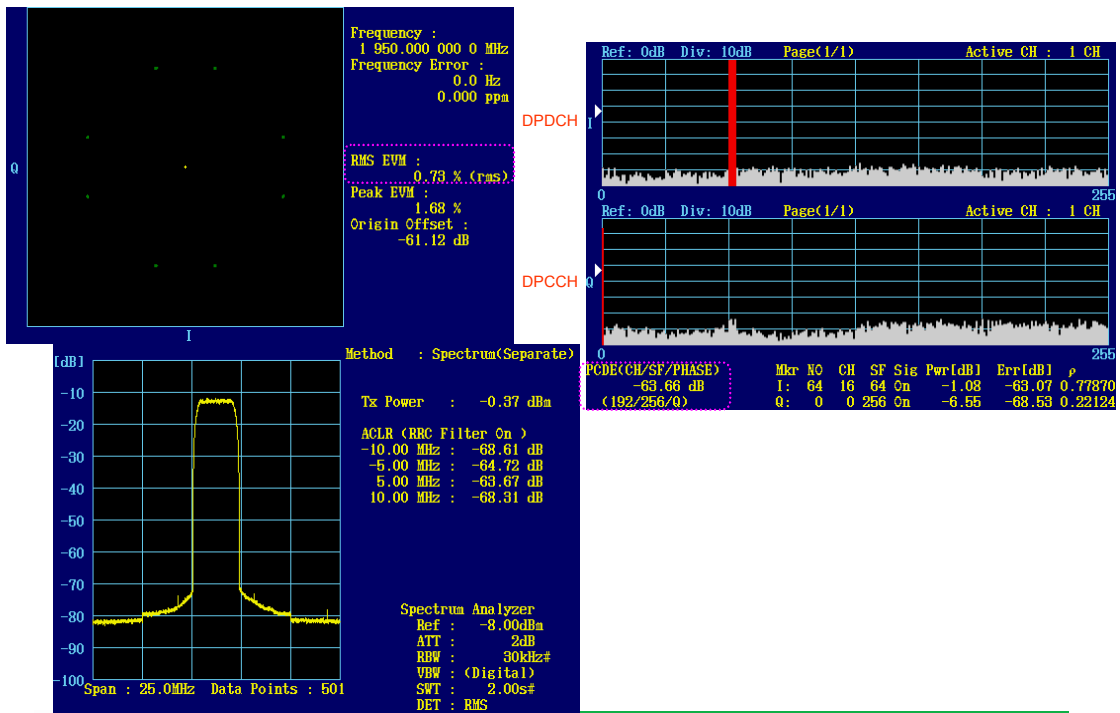 Frequency :
1 950.000 000 0 MHz
Frequency Error :
0.0 Hz
0.000 ppm
RMS EVM :
0.73 % (rms)
Peak EVM :
1.68 %
Origin Offset :
-61.12 dB
Q
I
Ref: 0dB Div: 10dB Page(1/1) Active CH : 1 CH
DPDCH
I
0 255
Ref: 0dB Div: 10dB Page(1/1) Active CH : 1 CH
DPCCH
Q
0 255
PCDE(CH/SF/PHASE)
-63.66 dB
(192/256/Q)
Mkr NO CH SF Sig Pwr[dB] Err[dB] ρ
I: 64 16 64 On -1.08 -63.07 0.77870
Q: 0 0 256 On -6.55 -68.53 0.22124
[dB]
-10
-20
-30
-40
-50
-60
-70
-80
-90
-100
Span : 25.0MHz Data Points : 501
Method : Spectrum(Separate)
Tx Power : -0.37 dBm
ACLR (RRC Filter On )
-10.00 MHz : -68.61 dB
-5.00 MHz : -64.72 dB
5.00 MHz : -63.67 dB
10.00 MHz : -68.31 dB
Spectrum Analyzer
Ref : -8.00dBm
ATT : 2dB
RBW : 30kHz#
VBW : (Digital)
SWT : 2.00s#
DET : RMS